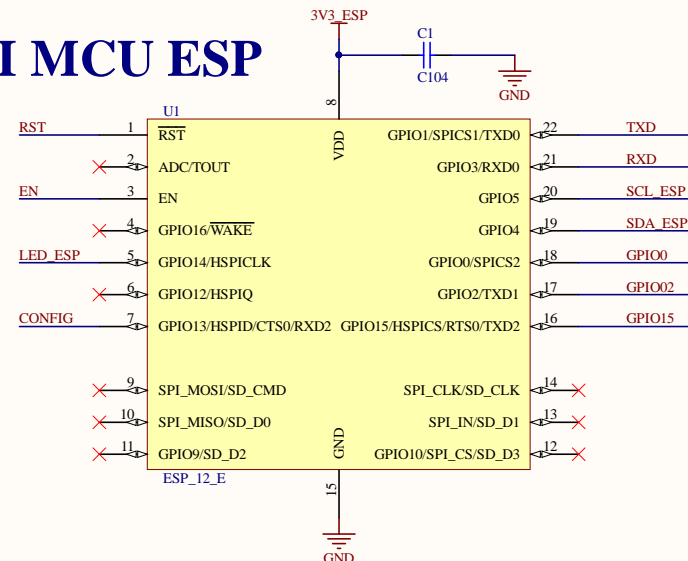 3V3_ESP
I MCU ESP
C1
C104
GND
8
U1
VDD
RST 1 RST GPIO1/SPICS1/TXD0 22 TXD
2 ADC/TOUT GPIO3/RXD0 21 RXD
EN 3 EN GPIO5 20 SCL_ESP
4 GPIO16/WAKE GPIO4 19 SDA_ESP
LED_ESP 5 GPIO14/HSPICLK GPIO0/SPICS2 18 GPIO0
6 GPIO12/HSPIQ GPIO2/TXD1 17 GPIO02
CONFIG 7 GPIO13/HSPID/CTS0/RXD2 GPIO15/HSPICS/RTS0/TXD2 16 GPIO15
9 SPI_MOSI/SD_CMD SPI_CLK/SD_CLK 14
10 SPI_MISO/SD_D0 SPI_IN/SD_D1 13
11 GPIO9/SD_D2 GPIO10/SPI_CS/SD_D3 12
GND
ESP_12_E
15
GND